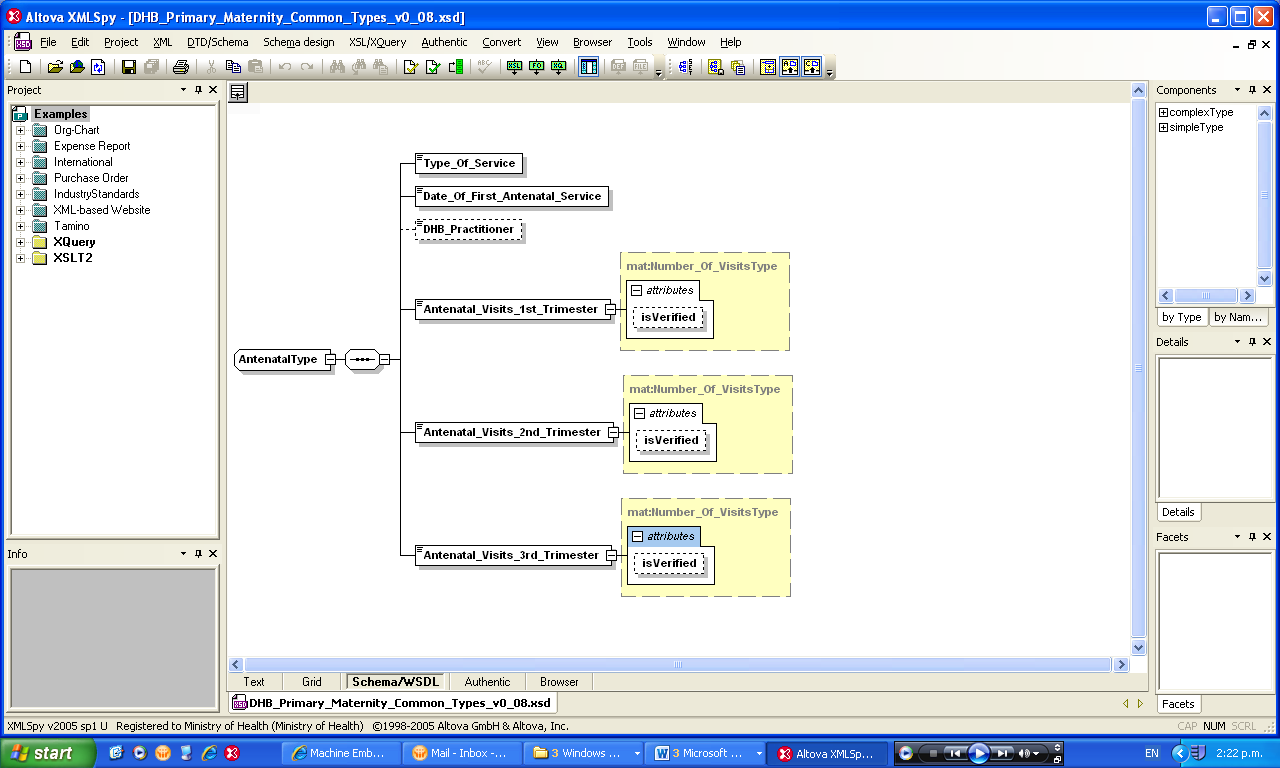 Altova XMLSpy - [DHB_Primary_Maternity_Common_Types_v0_08.xsd]
File Edit Project XML DTD/Schema Schema design XSL/XQuery Authentic Convert View Browser Tools Window Help
Project
Examples
Org-Chart
Expense Report
International
Purchase Order
IndustryStandards
XML-based Website
Tamino
XQuery
XSLT2
Info
Type_Of_Service
Date_Of_First_Antenatal_Service
DHB_Practitioner
mat:Number_Of_VisitsType
attributes
Antenatal_Visits_1st_Trimester
isVerified
AntenatalType
mat:Number_Of_VisitsType
attributes
Antenatal_Visits_2nd_Trimester
isVerified
mat:Number_Of_VisitsType
attributes
Antenatal_Visits_3rd_Trimester
isVerified
Text Grid Schema/WSDL Authentic Browser
DHB_Primary_Maternity_Common_Types_v0_08.xsd
Components
complexType
simpleType
by Type by Nam...
Details
Details
Facets
Facets
XMLSpy v2005 sp1 U Registered to Ministry of Health (Ministry of Health) ©1998-2005 Altova GmbH & Altova, Inc. CAP NUM SCRL
start Machine Emb... Mail - Inbox -... 3 Windows ... 3 Microsoft ... Altova XMLSp... EN 2:22 p.m.